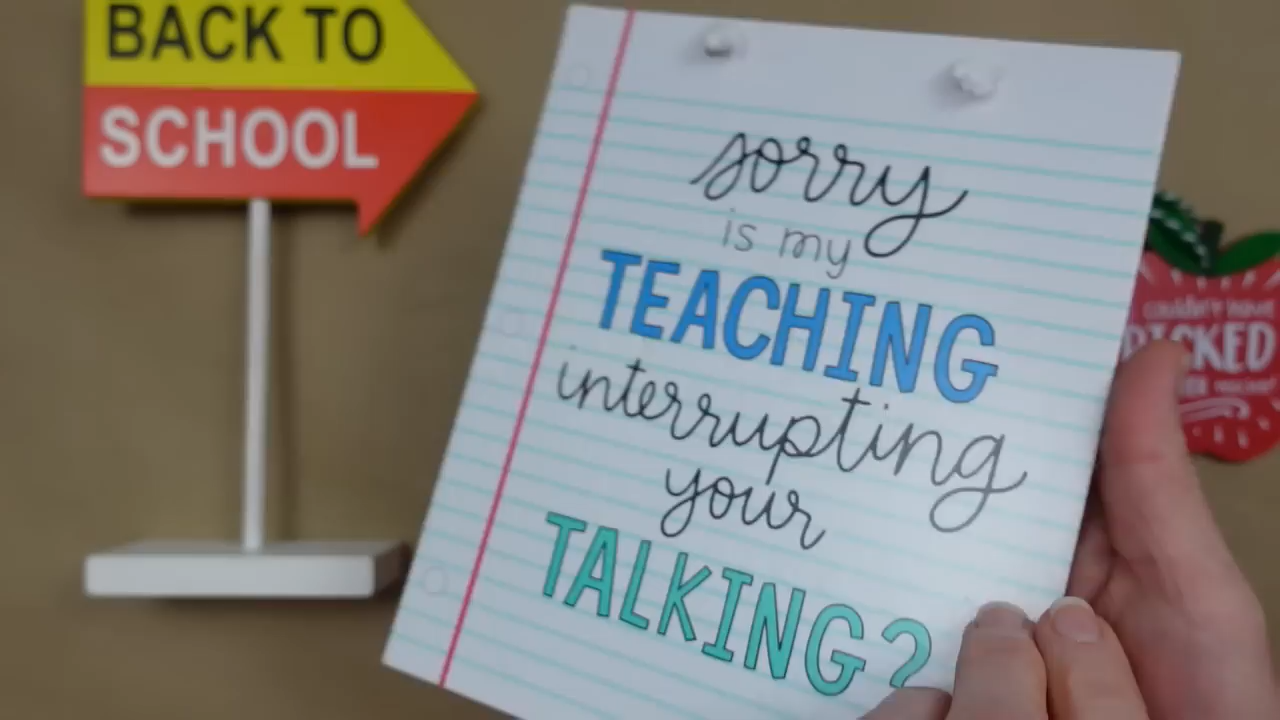 BACK TO
SCHOOL
sorry
is my
TEACHING
interrupting
your
TALKING?
PICKED